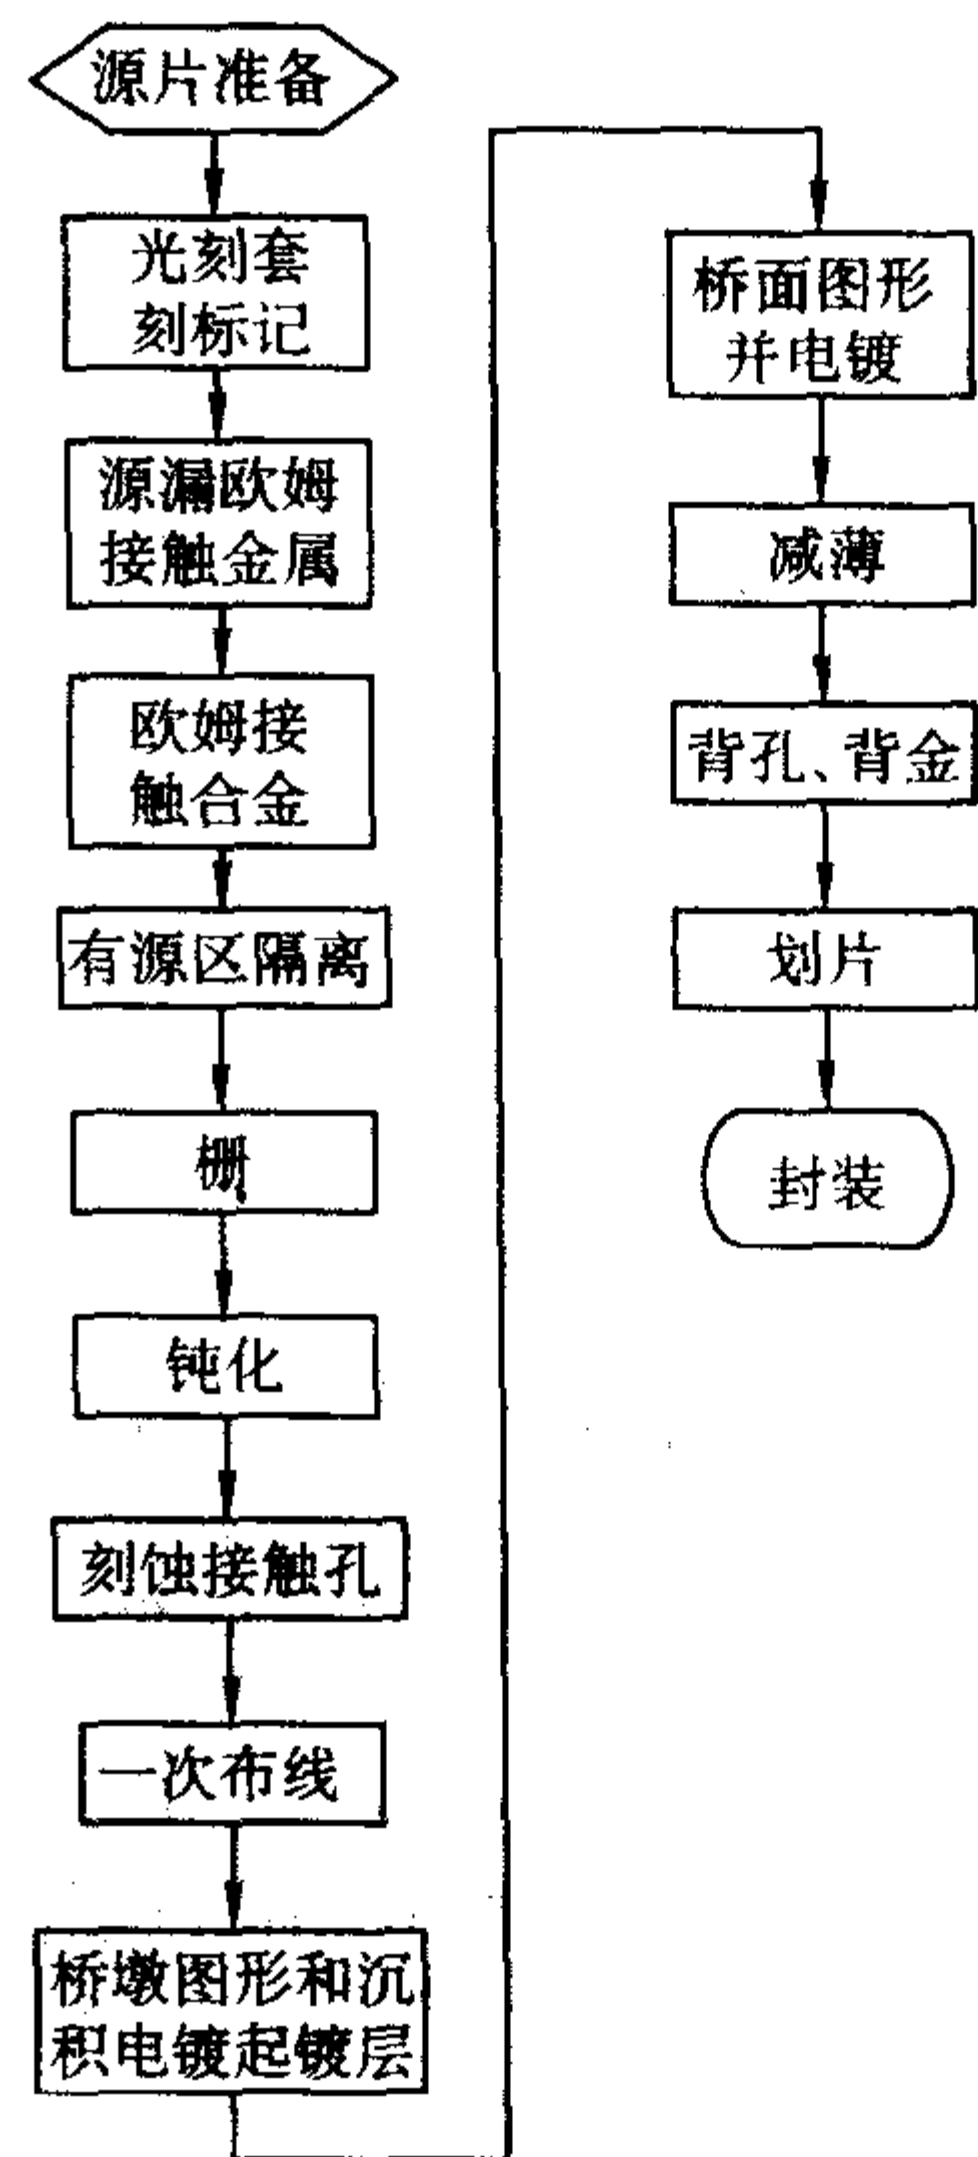 源片准备
光刻套
刻标记
源漏欧姆
接触金属
欧姆接
触合金
有源区隔离
栅
钝化
刻蚀接触孔
一次布线
桥墩图形和沉
积电镀起镀层
桥面图形
并电镀
减薄
背孔、背金
划片
封装